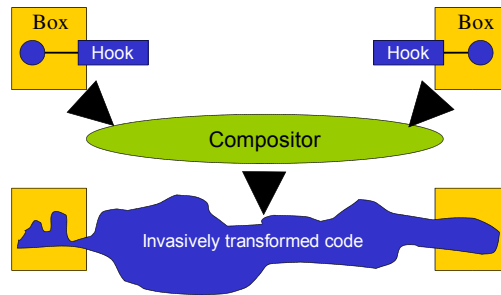 Box
Box
Hook
Hook
Compositor
Invasively transformed code